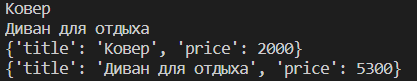 Ковер
Диван для отдыха
{'title': 'Ковер', 'price': 2000}
{'title': 'Диван для отдыха', 'price': 5300}